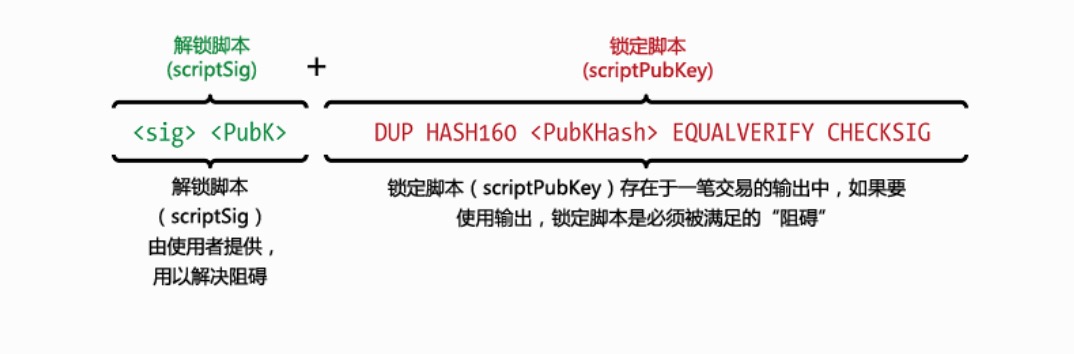 解锁脚本
(scriptSig)
+
锁定脚本
(scriptPubKey)
<sig> <PubK>
DUP HASH160 <PubKHash> EQUALVERIFY CHECKSIG
解锁脚本
（scriptSig）
由使用者提供，
用以解决阻碍
锁定脚本（scriptPubKey）存在于一笔交易的输出中，如果要
使用输出，锁定脚本是必须被满足的“阻碍”